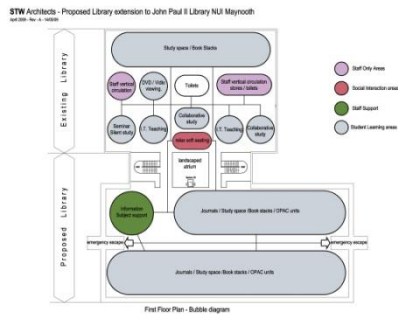 STW Architects - Proposed Library extension to John Paul II Library NUI Maynooth
Existing Library
Study space / Book Stacks
Staff vertical
circulation
DVD / Video
viewing.
Toilets
Staff vertical circulation
stores / toilets
Seminar
Silent study
I.T. Teaching
Collaborative
study
relax soft seating
I.T. Teaching
Collaborative
study
landscaped
atrium
Staff Only Areas
Social Interaction areas
Staff Support
Student Learning areas
Proposed Library
Information
Subject support
Journals / Study space /Book stacks / OPAC units
emergency escape
emergency escape
Journals / Study space /Book stacks / OPAC units
First Floor Plan - Bubble diagram